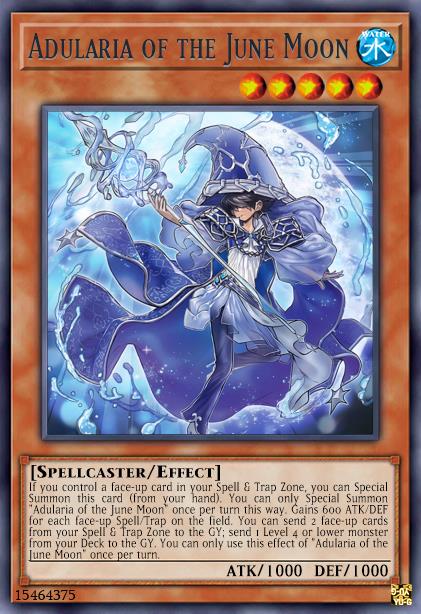 Adularia of the June Moon
WATER
水
[Spellcaster/Effect]
If you control a face-up card in your Spell & Trap Zone, you can Special
Summon this card (from your hand). You can only Special Summon
"Adularia of the June Moon" once per turn this way. Gains 600 ATK/DEF
for each face-up Spell/Trap on the field. You can send 2 face-up cards
from your Spell & Trap Zone to the GY; send 1 Level 4 or lower monster
from your Deck to the GY. You can only use this effect of "Adularia of the
June Moon" once per turn.
ATK/1000 DEF/1000
15464375